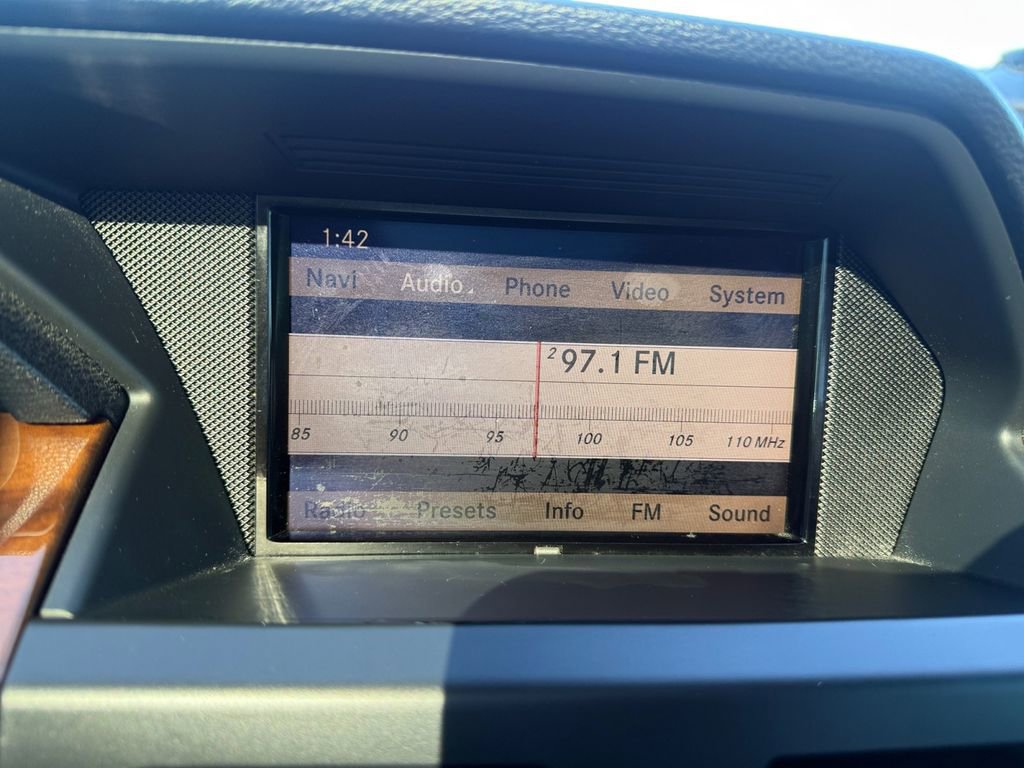 1:42
Navi Audio Phone Video System
2 97.1 FM
85 90 95 100 105 110 MHz
Radio Presets Info FM Sound